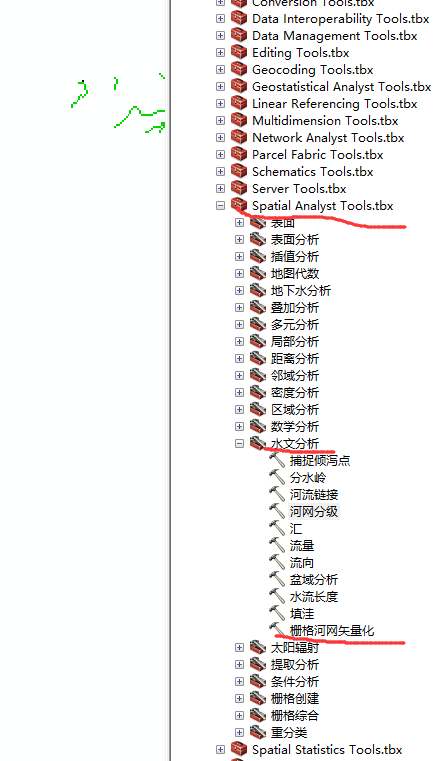 Conversion Tools.tbx
Data Interoperability Tools.tbx
Data Management Tools.tbx
Editing Tools.tbx
Geocoding Tools.tbx
Geostatistical Analyst Tools.tbx
Linear Referencing Tools.tbx
Multidimension Tools.tbx
Network Analyst Tools.tbx
Parcel Fabric Tools.tbx
Schematics Tools.tbx
Server Tools.tbx
Spatial Analyst Tools.tbx
表面
表面分析
插值分析
地图代数
地下水分析
叠加分析
多元分析
局部分析
距离分析
邻域分析
密度分析
区域分析
数学分析
水文分析
捕捉倾泻点
分水岭
河流链接
河网分级
汇
流量
流向
盆域分析
水流长度
填洼
栅格河网矢量化
太阳辐射
提取分析
条件分析
栅格创建
栅格综合
重分类
Spatial Statistics Tools.tbx